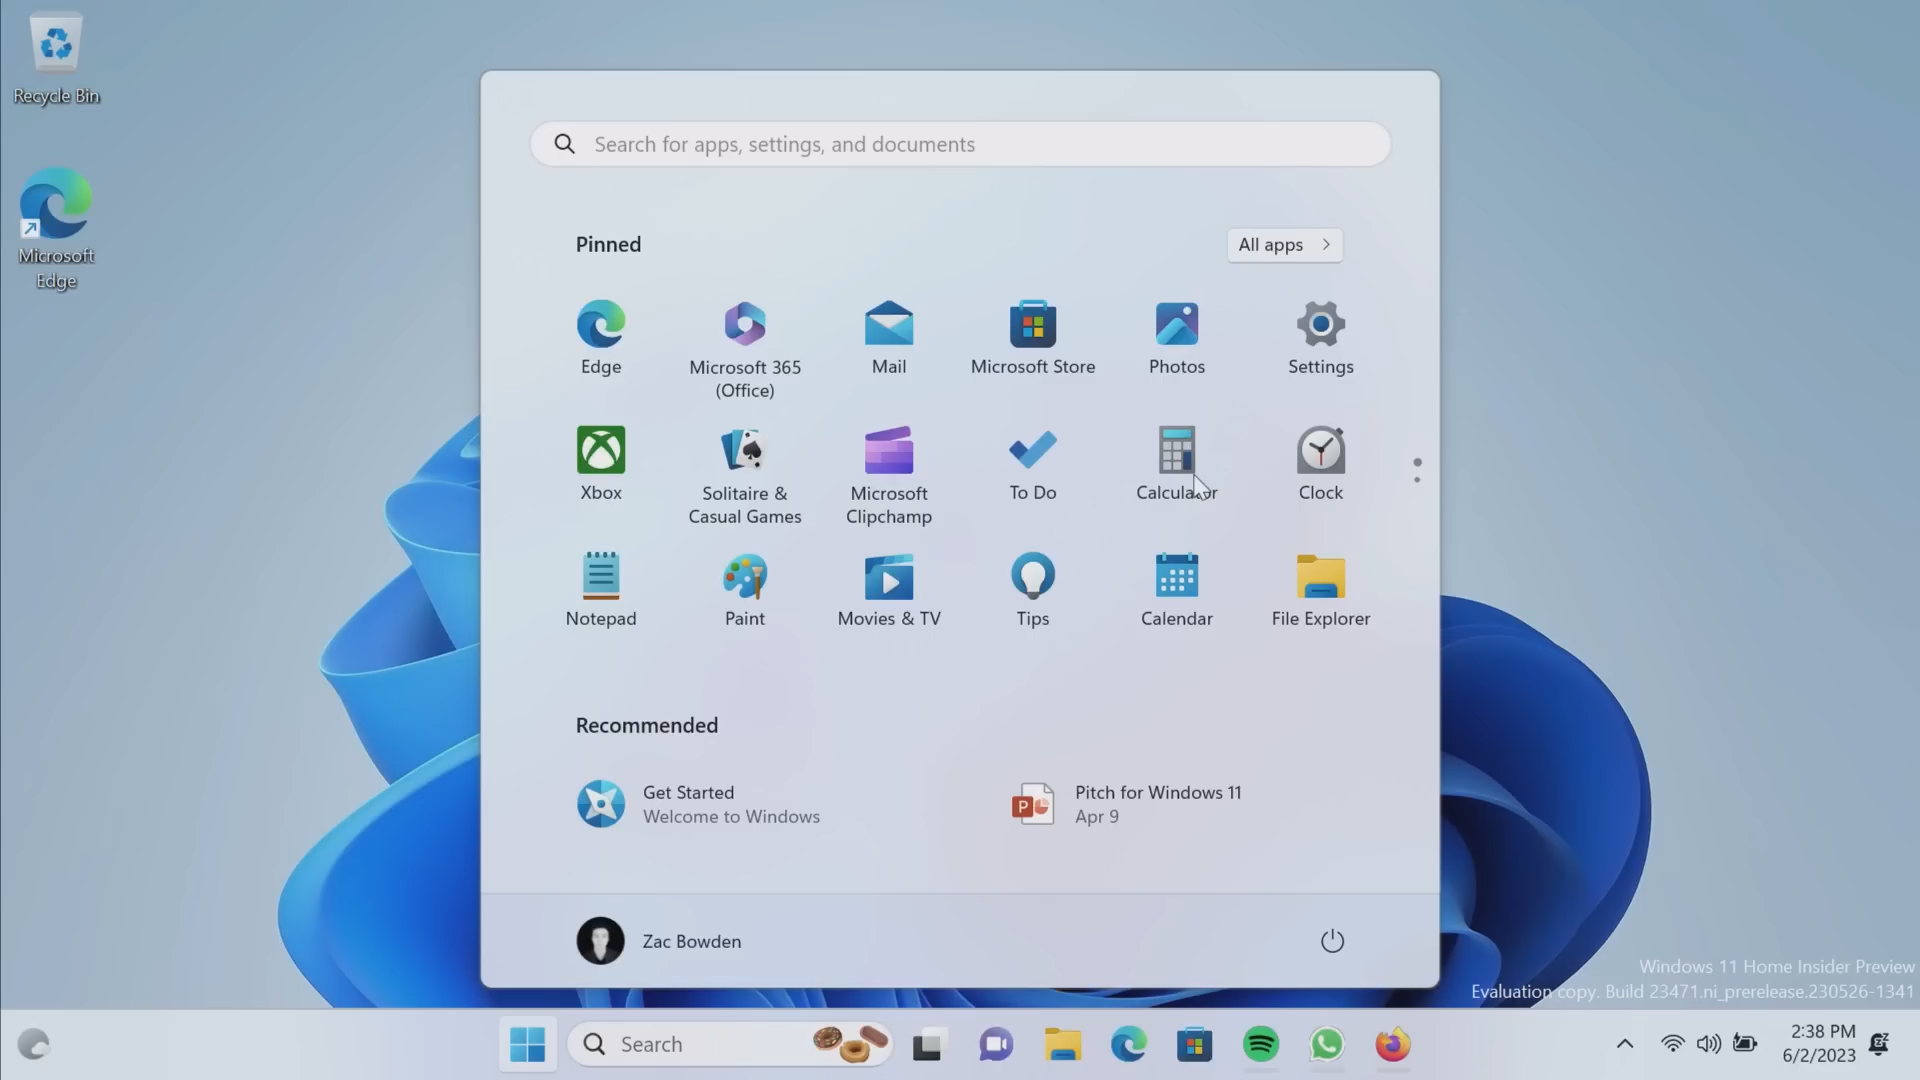 Recycle Bin
Microsoft
Edge
Search for apps, settings, and documents
Pinned
All apps
Edge
Microsoft 365
(Office)
Mail
Microsoft Store
Photos
Settings
Xbox
Solitaire &
Casual Games
Microsoft
Clipchamp
To Do
Calculator
Clock
Notepad
Paint
Movies & TV
Tips
Calendar
File Explorer
Recommended
Get Started
Welcome to Windows
P
Pitch for Windows 11
Apr 9
Zac Bowden
Windows 11 Home Insider Preview
Evaluation copy. Build 23471.ni_prerelease.230526-1341
Search
2:38 PM
6/2/2023